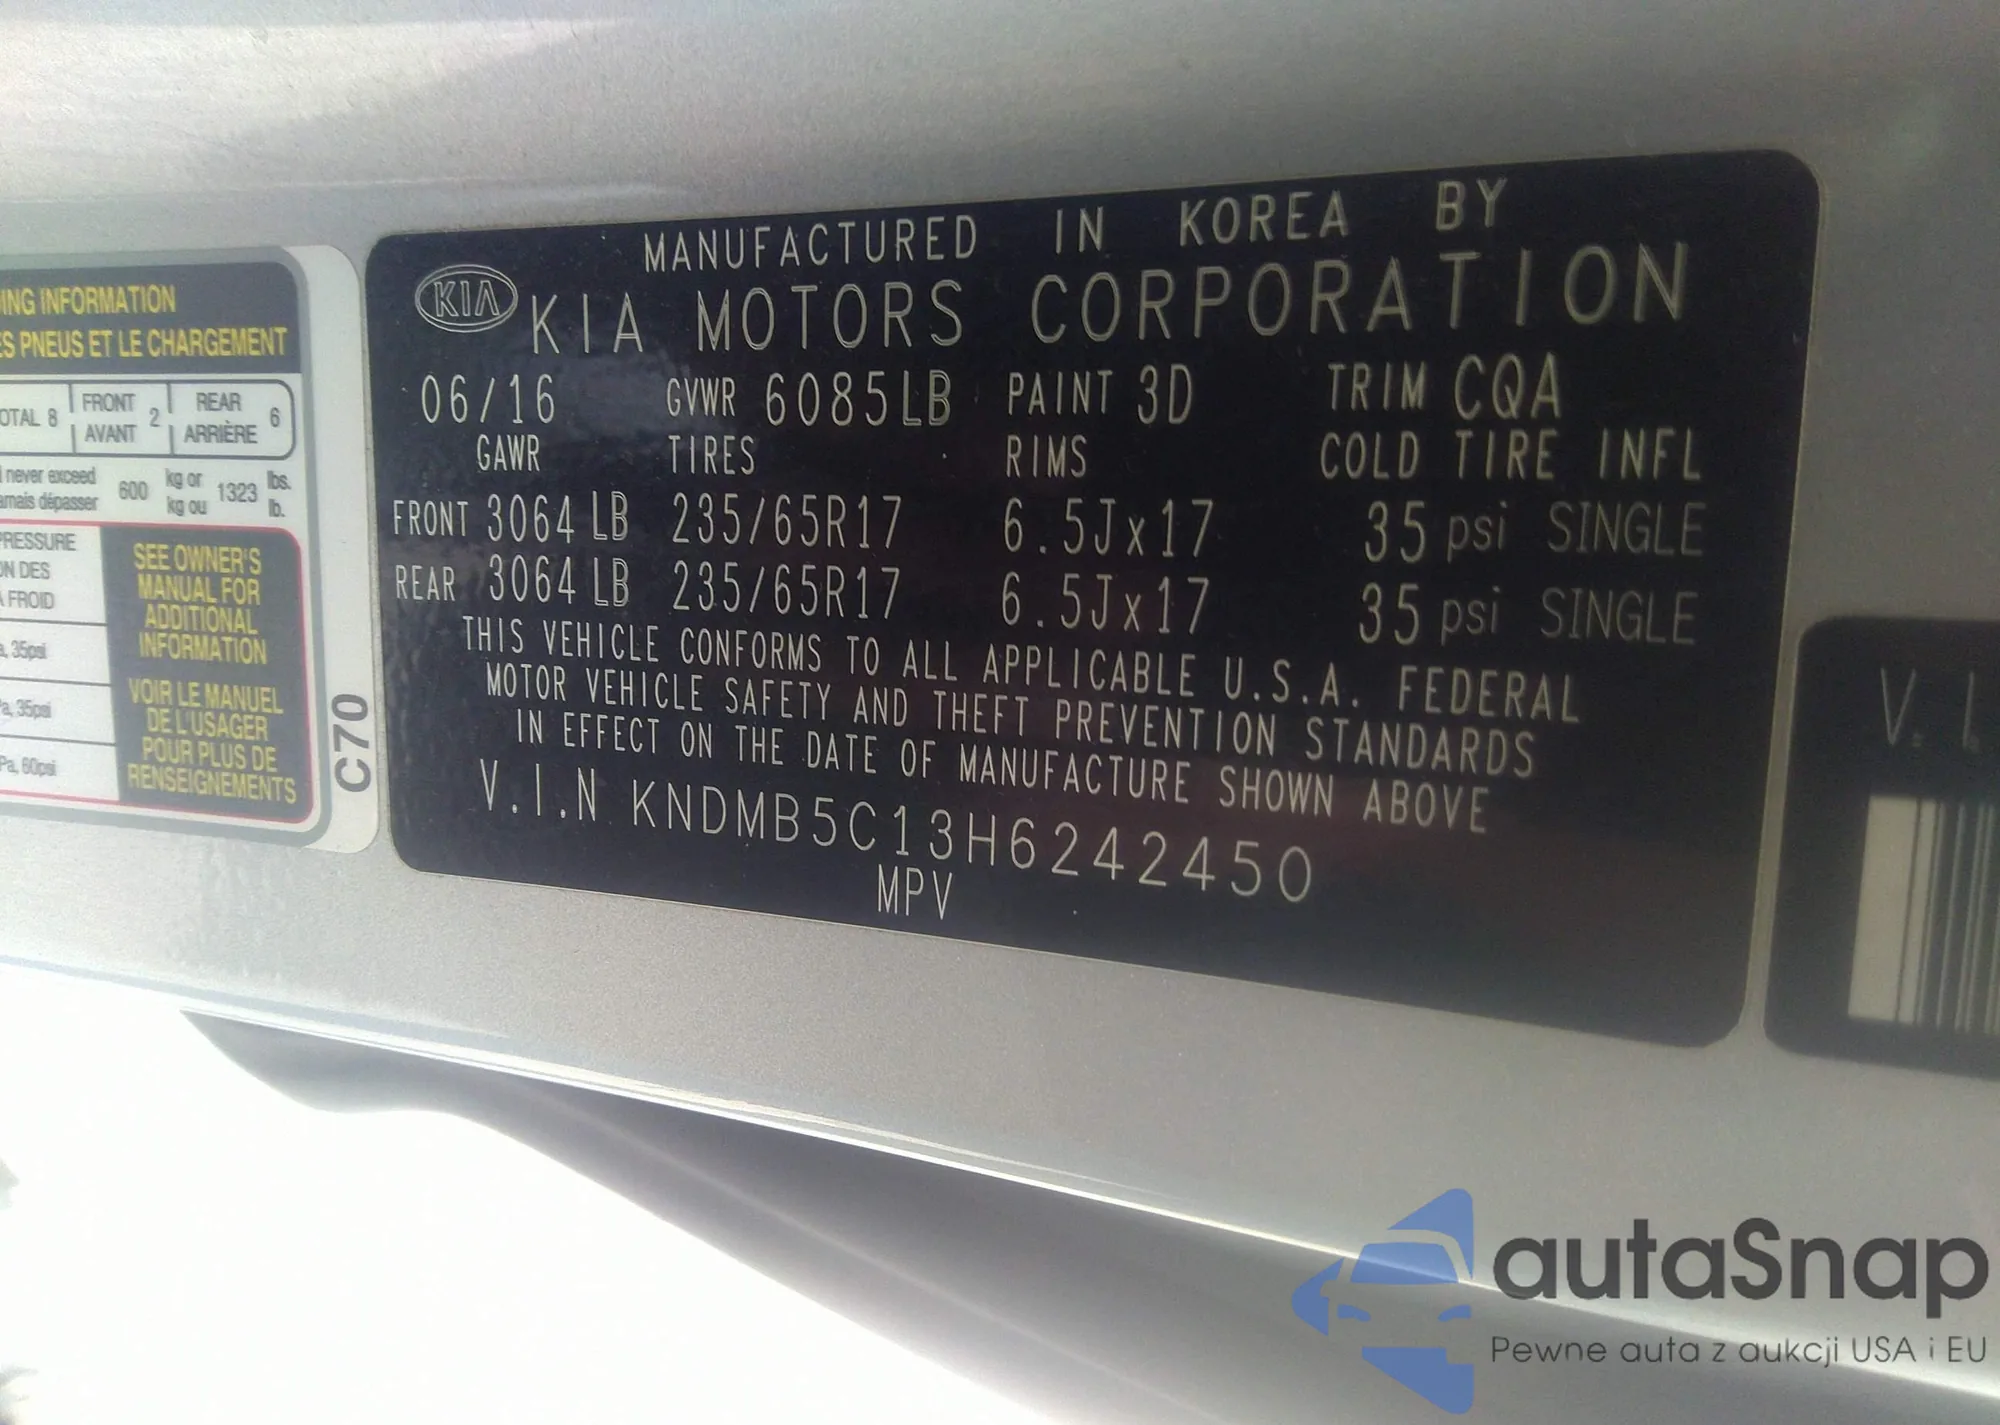 ING INFORMATION
ES PNEUS ET LE CHARGEMENT
OTAL 8 FRONT AVANT 2 REAR ARRIÈRE 6
never exceed 600 kg or 1323 lbs.
amais dépasser kg ou lb.
PRESSURE
ON DES
FROID
35psi
35psi
Pa, 60psi
SEE OWNER'S
MANUAL FOR
ADDITIONAL
INFORMATION
VOIR LE MANUEL
DE L'USAGER
POUR PLUS DE
RENSEIGNEMENTS
C70
MANUFACTURED IN KOREA BY
KIA KIA MOTORS CORPORATION
06/16 GVWR 6085LB PAINT 3D TRIM CQA
GAWR TIRES RIMS COLD TIRE INFL
FRONT 3064 LB 235/65R17 6.5Jx17 35 psi SINGLE
REAR 3064 LB 235/65R17 6.5Jx17 35 psi SINGLE
THIS VEHICLE CONFORMS TO ALL APPLICABLE U.S.A. FEDERAL
MOTOR VEHICLE SAFETY AND THEFT PREVENTION STANDARDS
IN EFFECT ON THE DATE OF MANUFACTURE SHOWN ABOVE
V.I.N KNDMB5C13H6242450
MPV
V.I.
autaSnap
Pewne auta z aukcji USA i EU